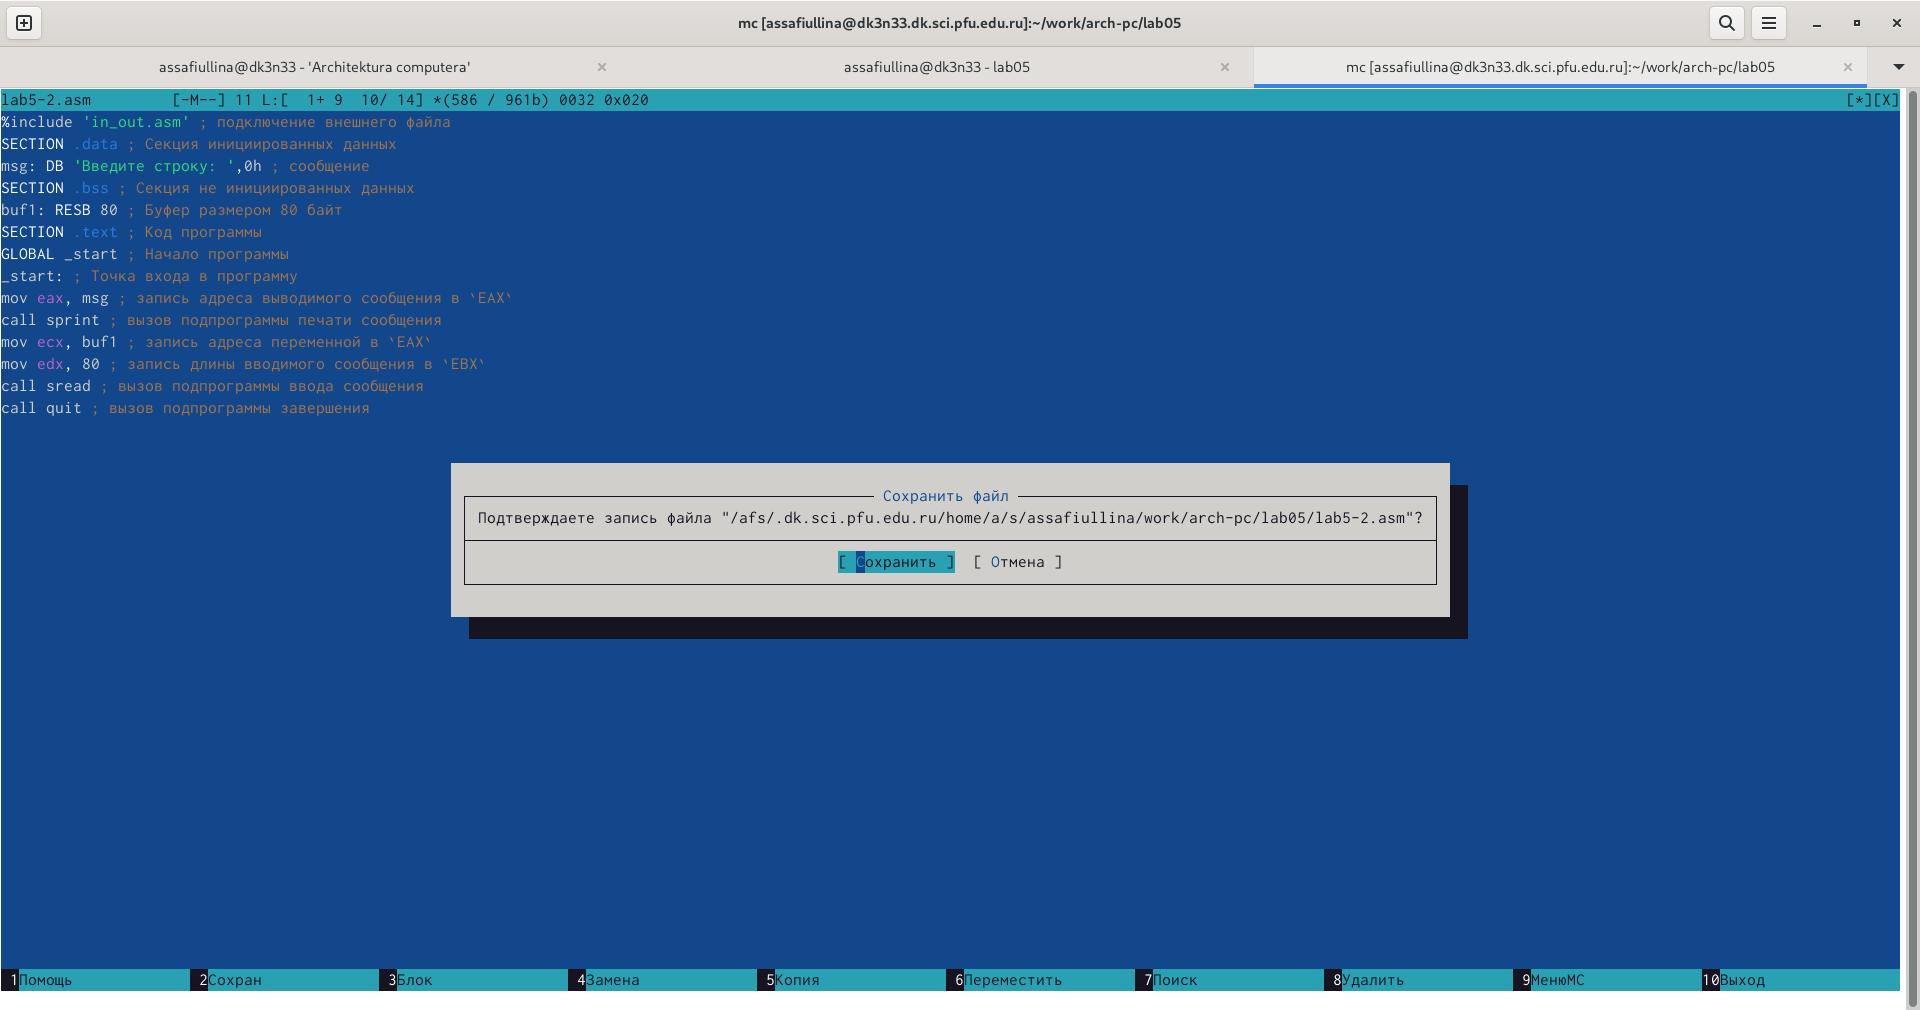 mc [assafiullina@dk3n33.dk.sci.pfu.edu.ru]:~/work/arch-pc/lab05
assafiullina@dk3n33 - 'Architektura computera'
assafiullina@dk3n33 - lab05
mc [assafiullina@dk3n33.dk.sci.pfu.edu.ru]:~/work/arch-pc/lab05
lab5-2.asm [-M--] 11 L:[ 1+ 9 10/ 14] *(586 / 961b) 0032 0x020 [*][X]
%include 'in_out.asm' ; подключение внешнего файла
SECTION .data ; Секция инициированных данных
msg: DB 'Введите строку: ',0h ; сообщение
SECTION .bss ; Секция не инициированных данных
buf1: RESB 80 ; Буфер размером 80 байт
SECTION .text ; Код программы
GLOBAL _start ; Начало программы
_start: ; Точка входа в программу
mov eax, msg ; запись адреса выводимого сообщения в `EAX`
call sprint ; вызов подпрограммы печати сообщения
mov ecx, buf1 ; запись адреса переменной в `EAX`
mov edx, 80 ; запись длины вводимого сообщения в `EBX`
call sread ; вызов подпрограммы ввода сообщения
call quit ; вызов подпрограммы завершения
Сохранить файл
Подтверждаете запись файла "/afs/.dk.sci.pfu.edu.ru/home/a/s/assafiullina/work/arch-pc/lab05/lab5-2.asm"?
[ Сохранить ] [ Отмена ]
1Помощь 2Сохран 3Блок 4Замена 5Копия 6Переместить 7Поиск 8Удалить 9МенюMC 10Выход